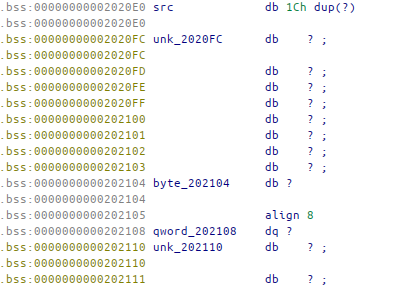 .bss:00000000002020E0 src db 1Ch dup(?)
.bss:00000000002020E0
.bss:00000000002020FC unk_2020FC db ? ;
.bss:00000000002020FC
.bss:00000000002020FD db ? ;
.bss:00000000002020FE db ? ;
.bss:00000000002020FF db ? ;
.bss:0000000000202100 db ? ;
.bss:0000000000202101 db ? ;
.bss:0000000000202102 db ? ;
.bss:0000000000202103 db ? ;
.bss:0000000000202104 byte_202104 db ?
.bss:0000000000202104
.bss:0000000000202105 align 8
.bss:0000000000202108 qword_202108 dq ?
.bss:0000000000202110 unk_202110 db ? ;
.bss:0000000000202110
.bss:0000000000202111 db ? ;